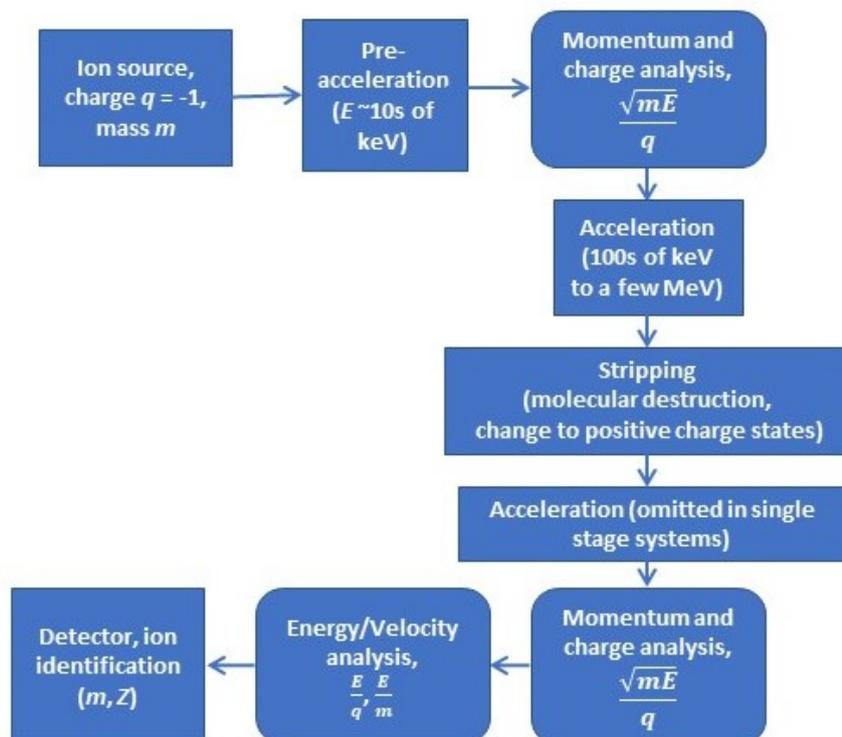 Ion source,
charge q = -1,
mass m
Pre-
acceleration
(E ~10s of
keV)
Momentum and
charge analysis,
√mE
q
Acceleration
(100s of keV
to a few MeV)
Stripping
(molecular destruction,
change to positive charge states)
Acceleration (omitted in single
stage systems)
Momentum and
charge analysis,
√mE
q
Energy/Velocity
analysis,
E/q, E/m
Detector, ion
identification
(m, Z)